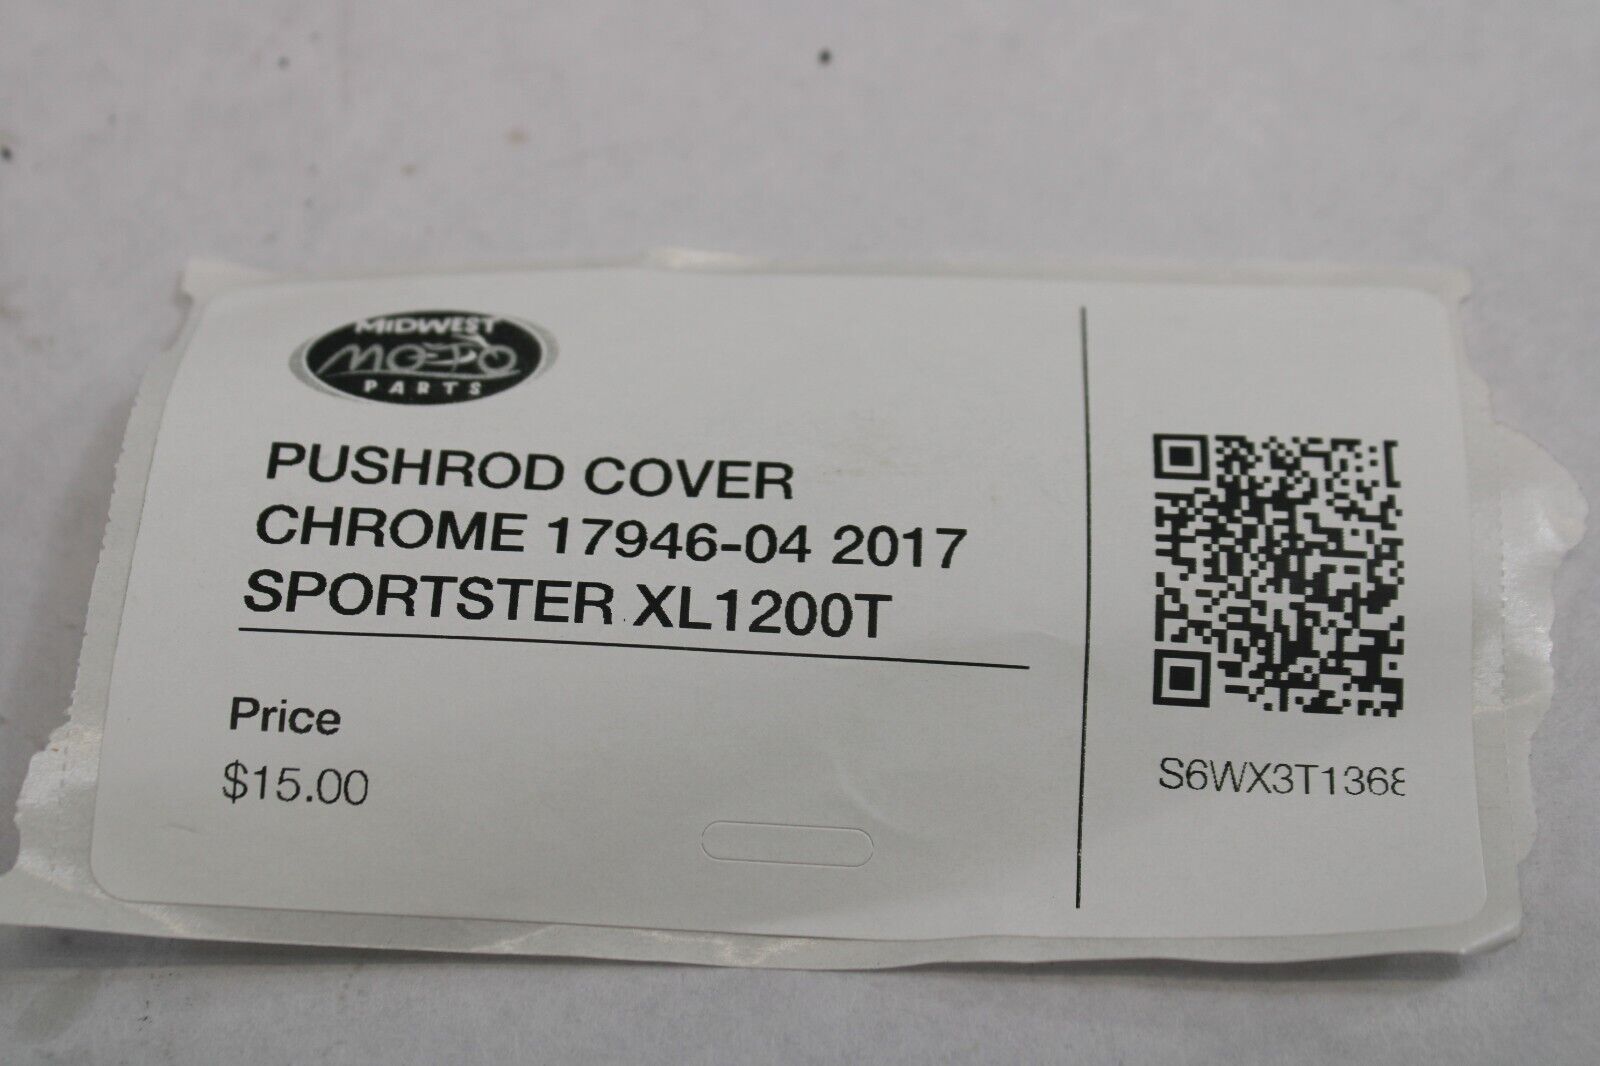 MIDWEST
MOTO
PARTS
PUSHROD COVER
CHROME 17946-04 2017
SPORTSTER XL1200T
Price
$15.00
S6WX3T1368